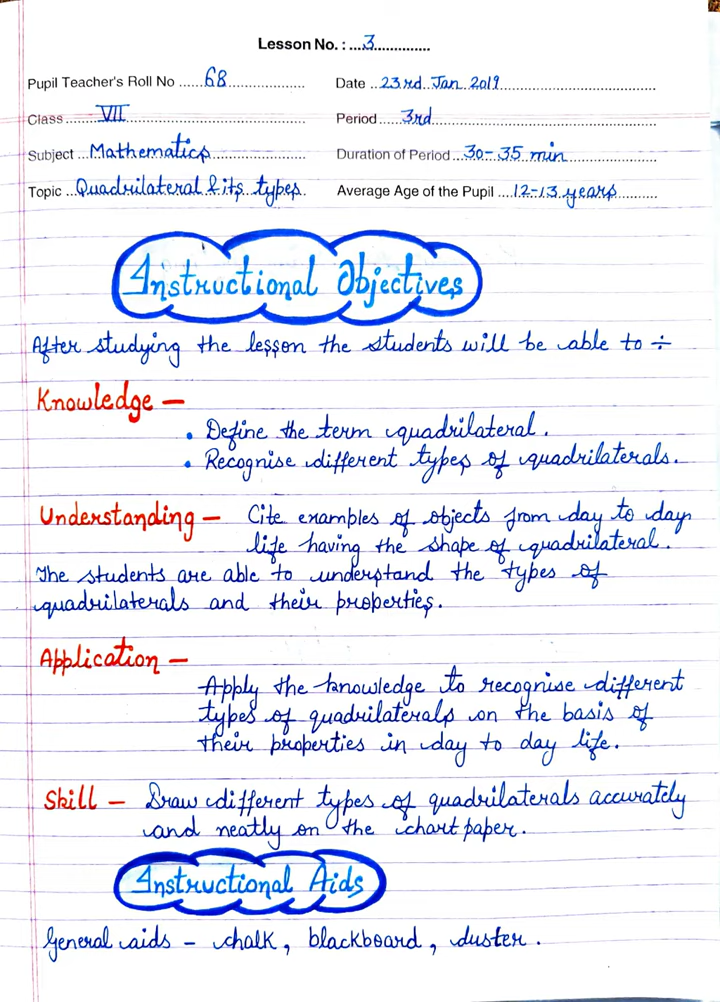 Lesson No. : ...3..............
Pupil Teacher's Roll No ......68.................... Date ..23rd Jan 2019.................................
Class........VII........................................ Period ....3rd.................................................
Subject ...Mathematics........................ Duration of Period ...30-35 min......................
Topic ...Quadrilateral & its types.. Average Age of the Pupil ....12-13 years..........
Instructional Objectives
After studying the lesson the students will be able to ÷
Knowledge –
• Define the term quadrilateral.
• Recognise different types of quadrilaterals.
Understanding – Cite examples of objects from day to day
life having the shape of quadrilateral.
The students are able to understand the types of
quadrilaterals and their properties.
Application –
Apply the knowledge to recognise different
types of quadrilaterals on the basis of
their properties in day to day life.
Skill – Draw different types of quadrilaterals accurately
and neatly on the chart paper.
Instructional Aids
General aids – chalk, blackboard, duster.